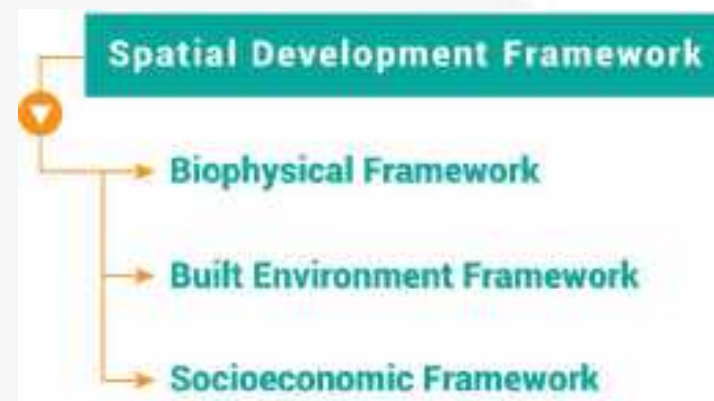 Spatial Development Framework
Biophysical Framework
Built Environment Framework
Socioeconomic Framework